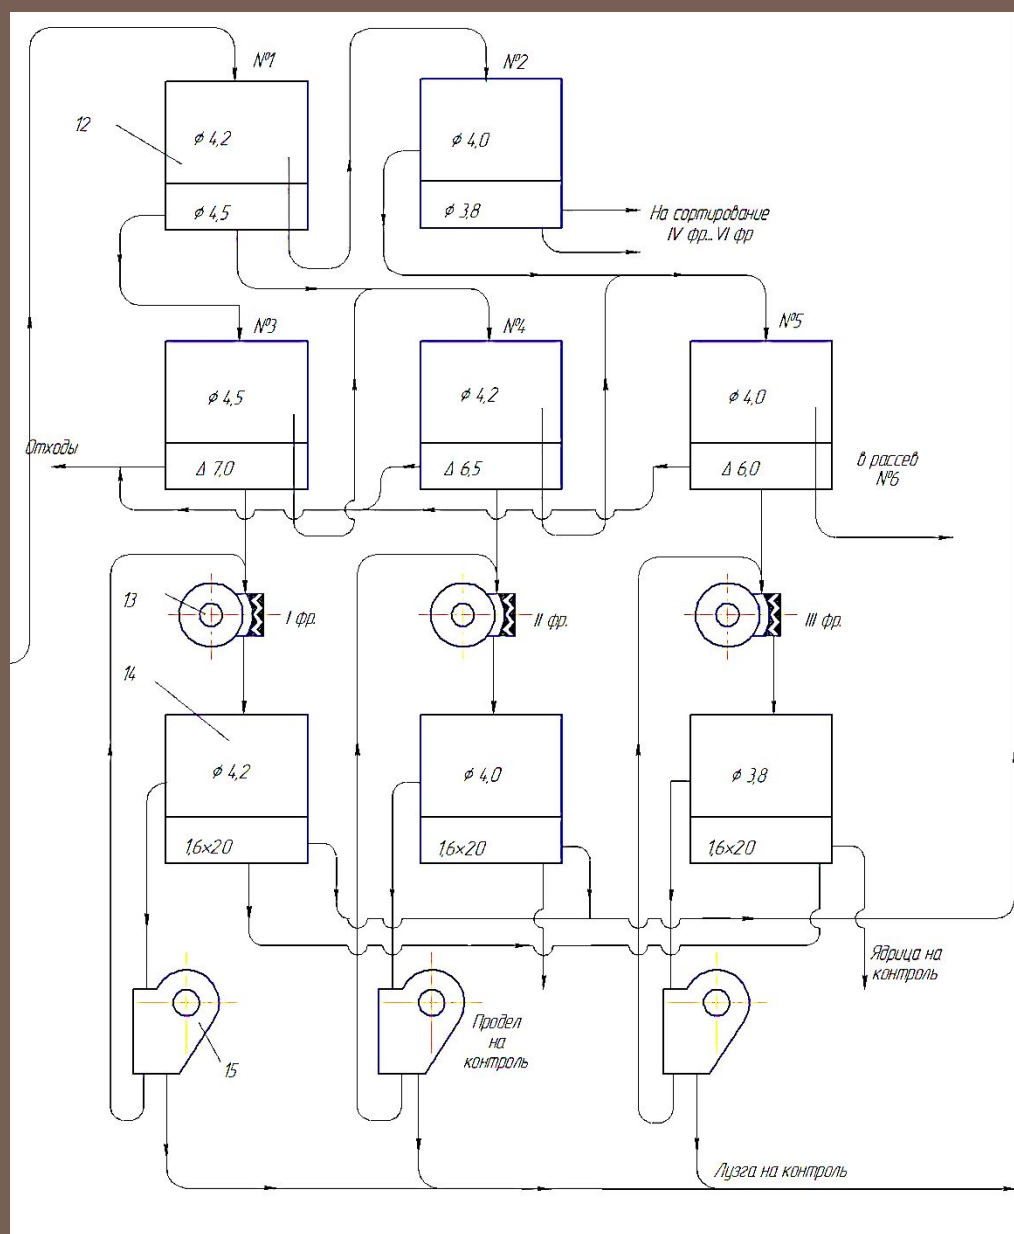 №1
№2
12
ϕ 4,2
ϕ 4,0
ϕ 4,5
ϕ 3,8
На сортирование
IV фр...VI фр
№3
№4
№5
ϕ 4,5
ϕ 4,2
ϕ 4,0
Отходы
Δ 7,0
Δ 6,5
Δ 6,0
в рассев
№6
13
I фр.
II фр.
III фр.
14
ϕ 4,2
ϕ 4,0
ϕ 3,8
1,6×20
1,6×20
1,6×20
Ядрица на
контроль
Продел
на
контроль
15
Лузга на контроль